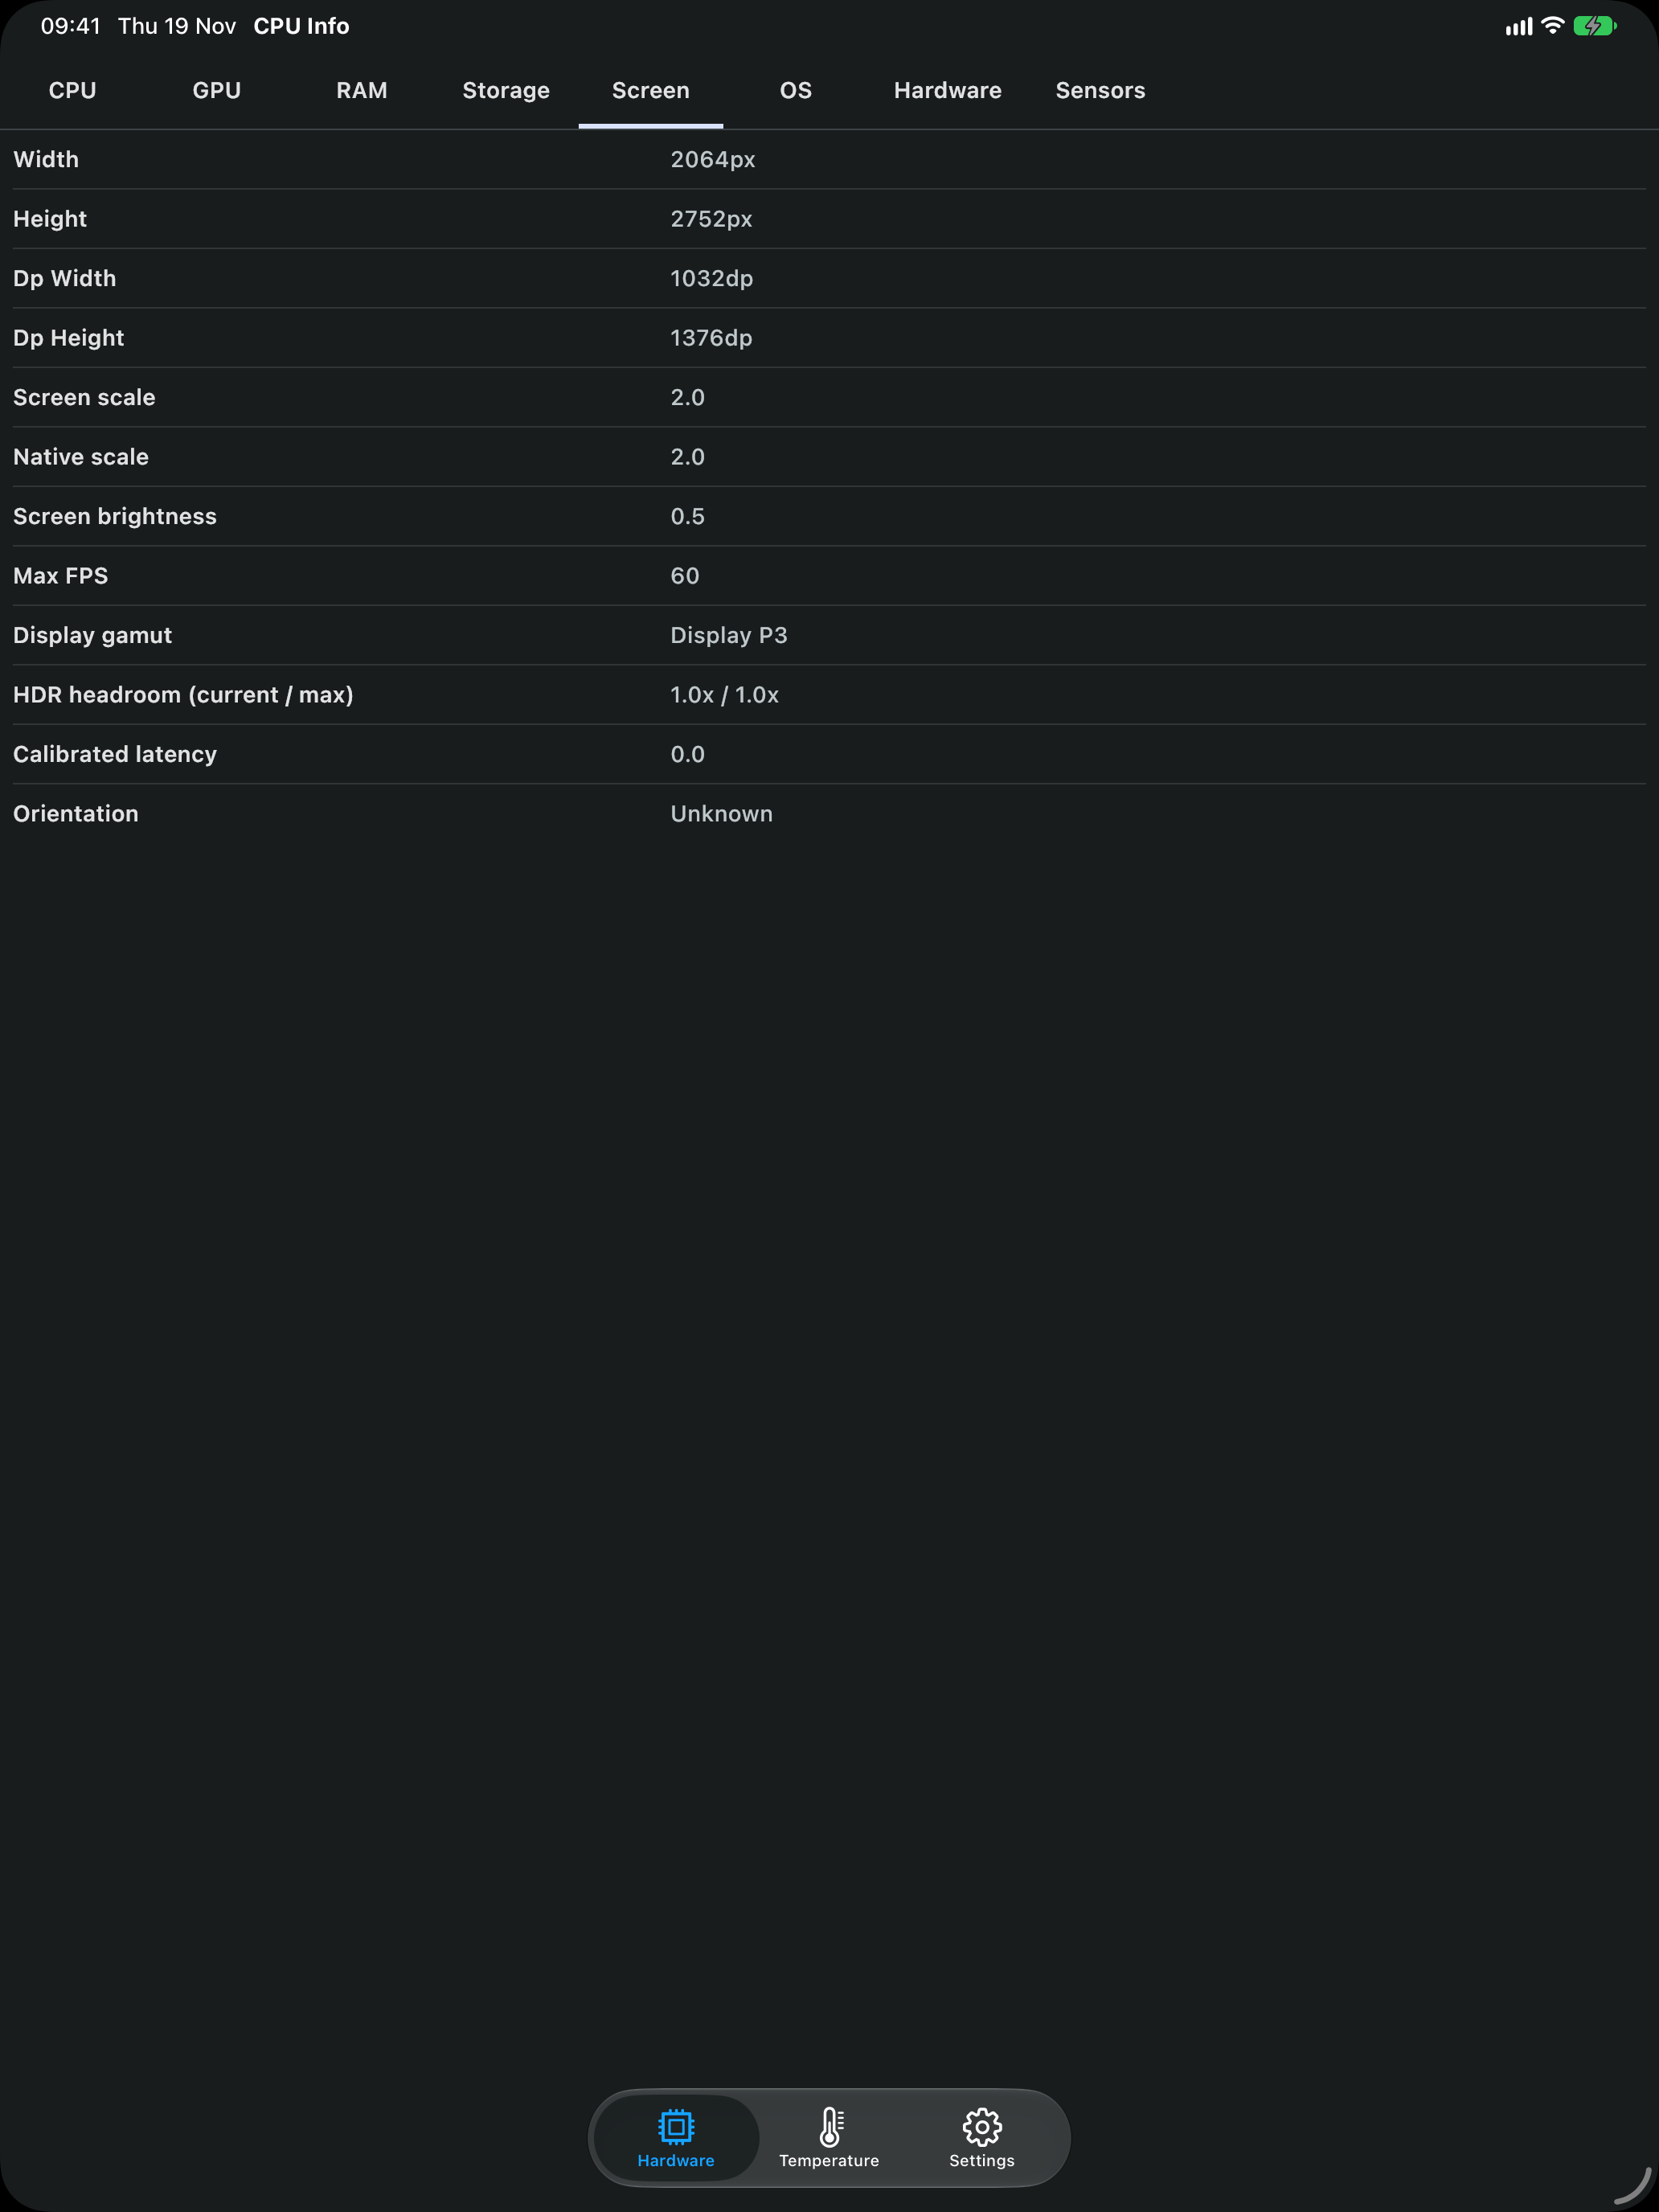 09:41 Thu 19 Nov CPU Info
CPU GPU RAM Storage Screen OS Hardware Sensors
Width 2064px
Height 2752px
Dp Width 1032dp
Dp Height 1376dp
Screen scale 2.0
Native scale 2.0
Screen brightness 0.5
Max FPS 60
Display gamut Display P3
HDR headroom (current / max) 1.0x / 1.0x
Calibrated latency 0.0
Orientation Unknown
Hardware Temperature Settings